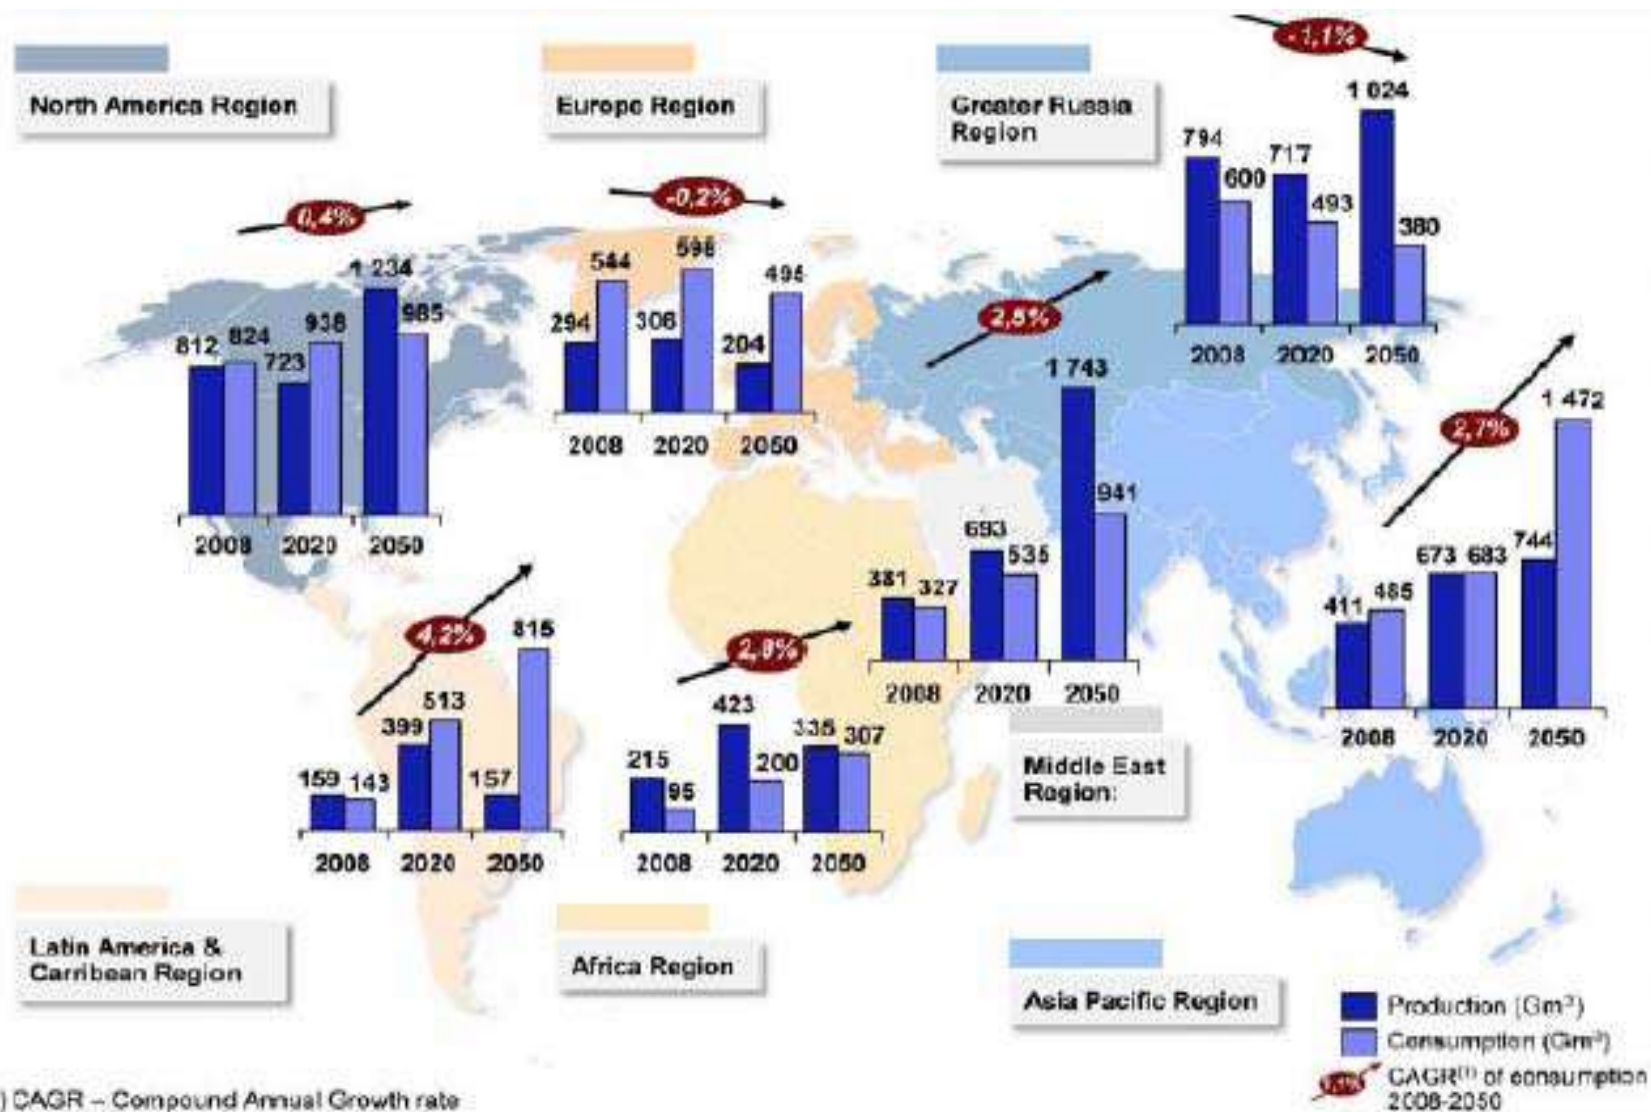 North America Region
Europe Region
Greater Russia
Region
-1,1%
1 024
794
717
600
493
380
2008 2020 2050
0,4%
1 234
985
938
812 824
723
2008 2020 2050
-0,2%
544
598
495
294
306
204
2008 2020 2050
2,5%
1 743
941
693
535
381 327
2008 2020 2050
Middle East
Region:
2,7%
1 472
744
673 683
411 485
2008 2020 2050
4,2%
815
513
399
159 143
157
2008 2020 2050
2,8%
423
335 307
215
200
95
2008 2020 2050
Latin America &
Carribean Region
Africa Region
Asia Pacific Region
Production (Gm³)
Consumption (Gm³)
CAGR⁽¹⁾ of consumption
2008-2050
) CAGR – Compound Annual Growth rate